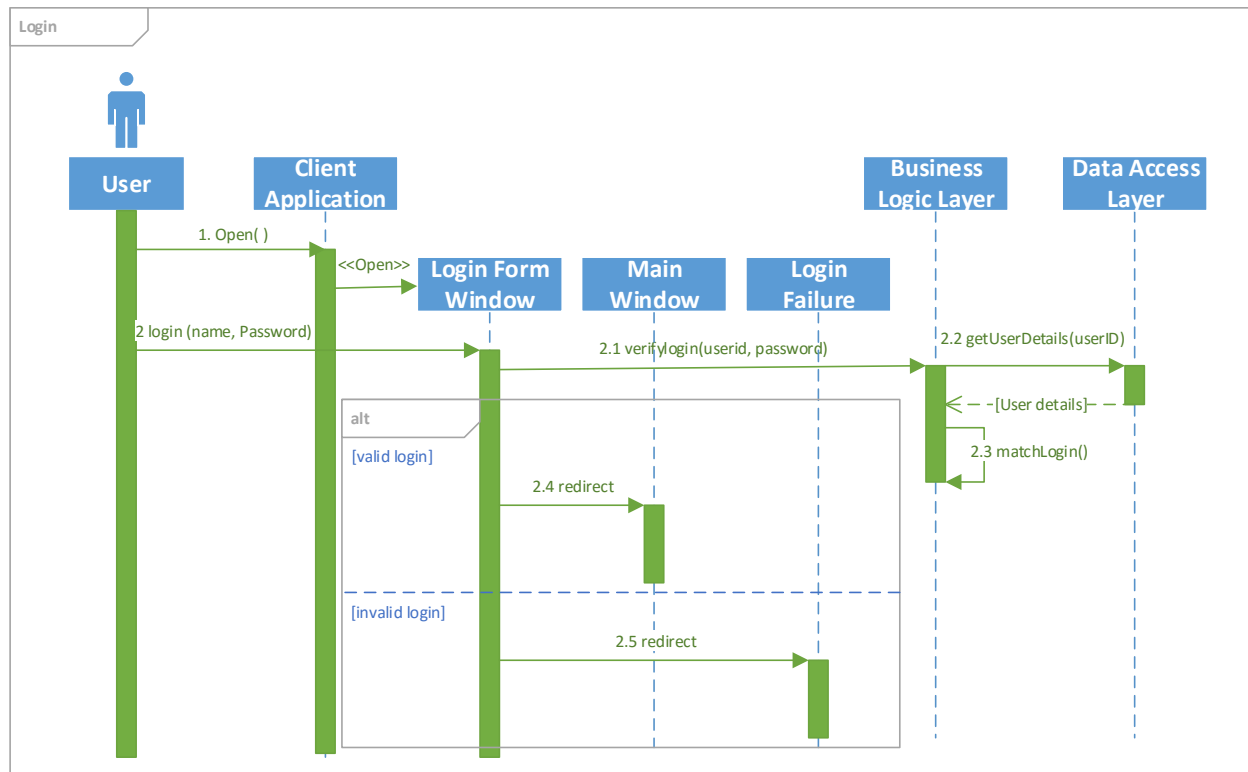 Login
User
Client
Application
Business
Logic Layer
Data Access
Layer
1. Open( )
<<Open>>
Login Form
Window
Main
Window
Login
Failure
2 login (name, Password)
2.1 verifylogin(userid, password)
2.2 getUserDetails(userID)
[User details]
alt
[valid login]
2.3 matchLogin()
2.4 redirect
[invalid login]
2.5 redirect